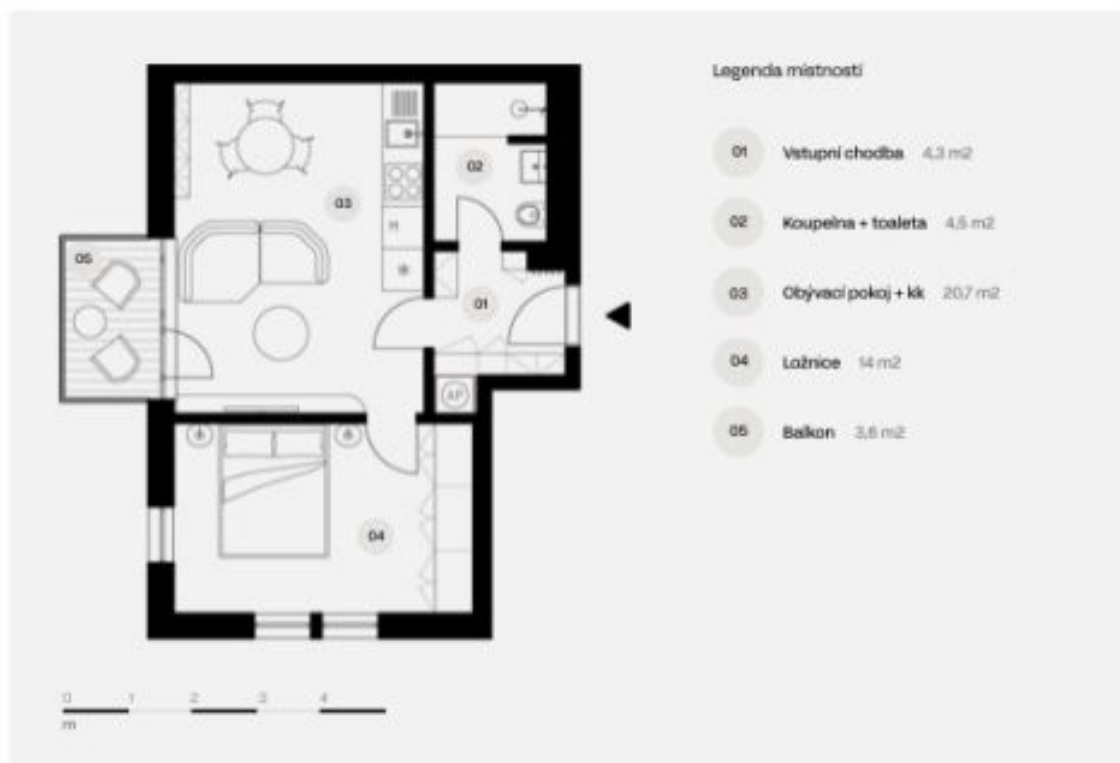 Legenda místností
01 Vstupní chodba 4,3 m2
02 Koupelna + toaleta 4,5 m2
03 Obývací pokoj + kk 20,7 m2
04 Ložnice 14 m2
05 Balkon 3,6 m2
02
03
05
M
01
AP
04
0 1 2 3 4
m